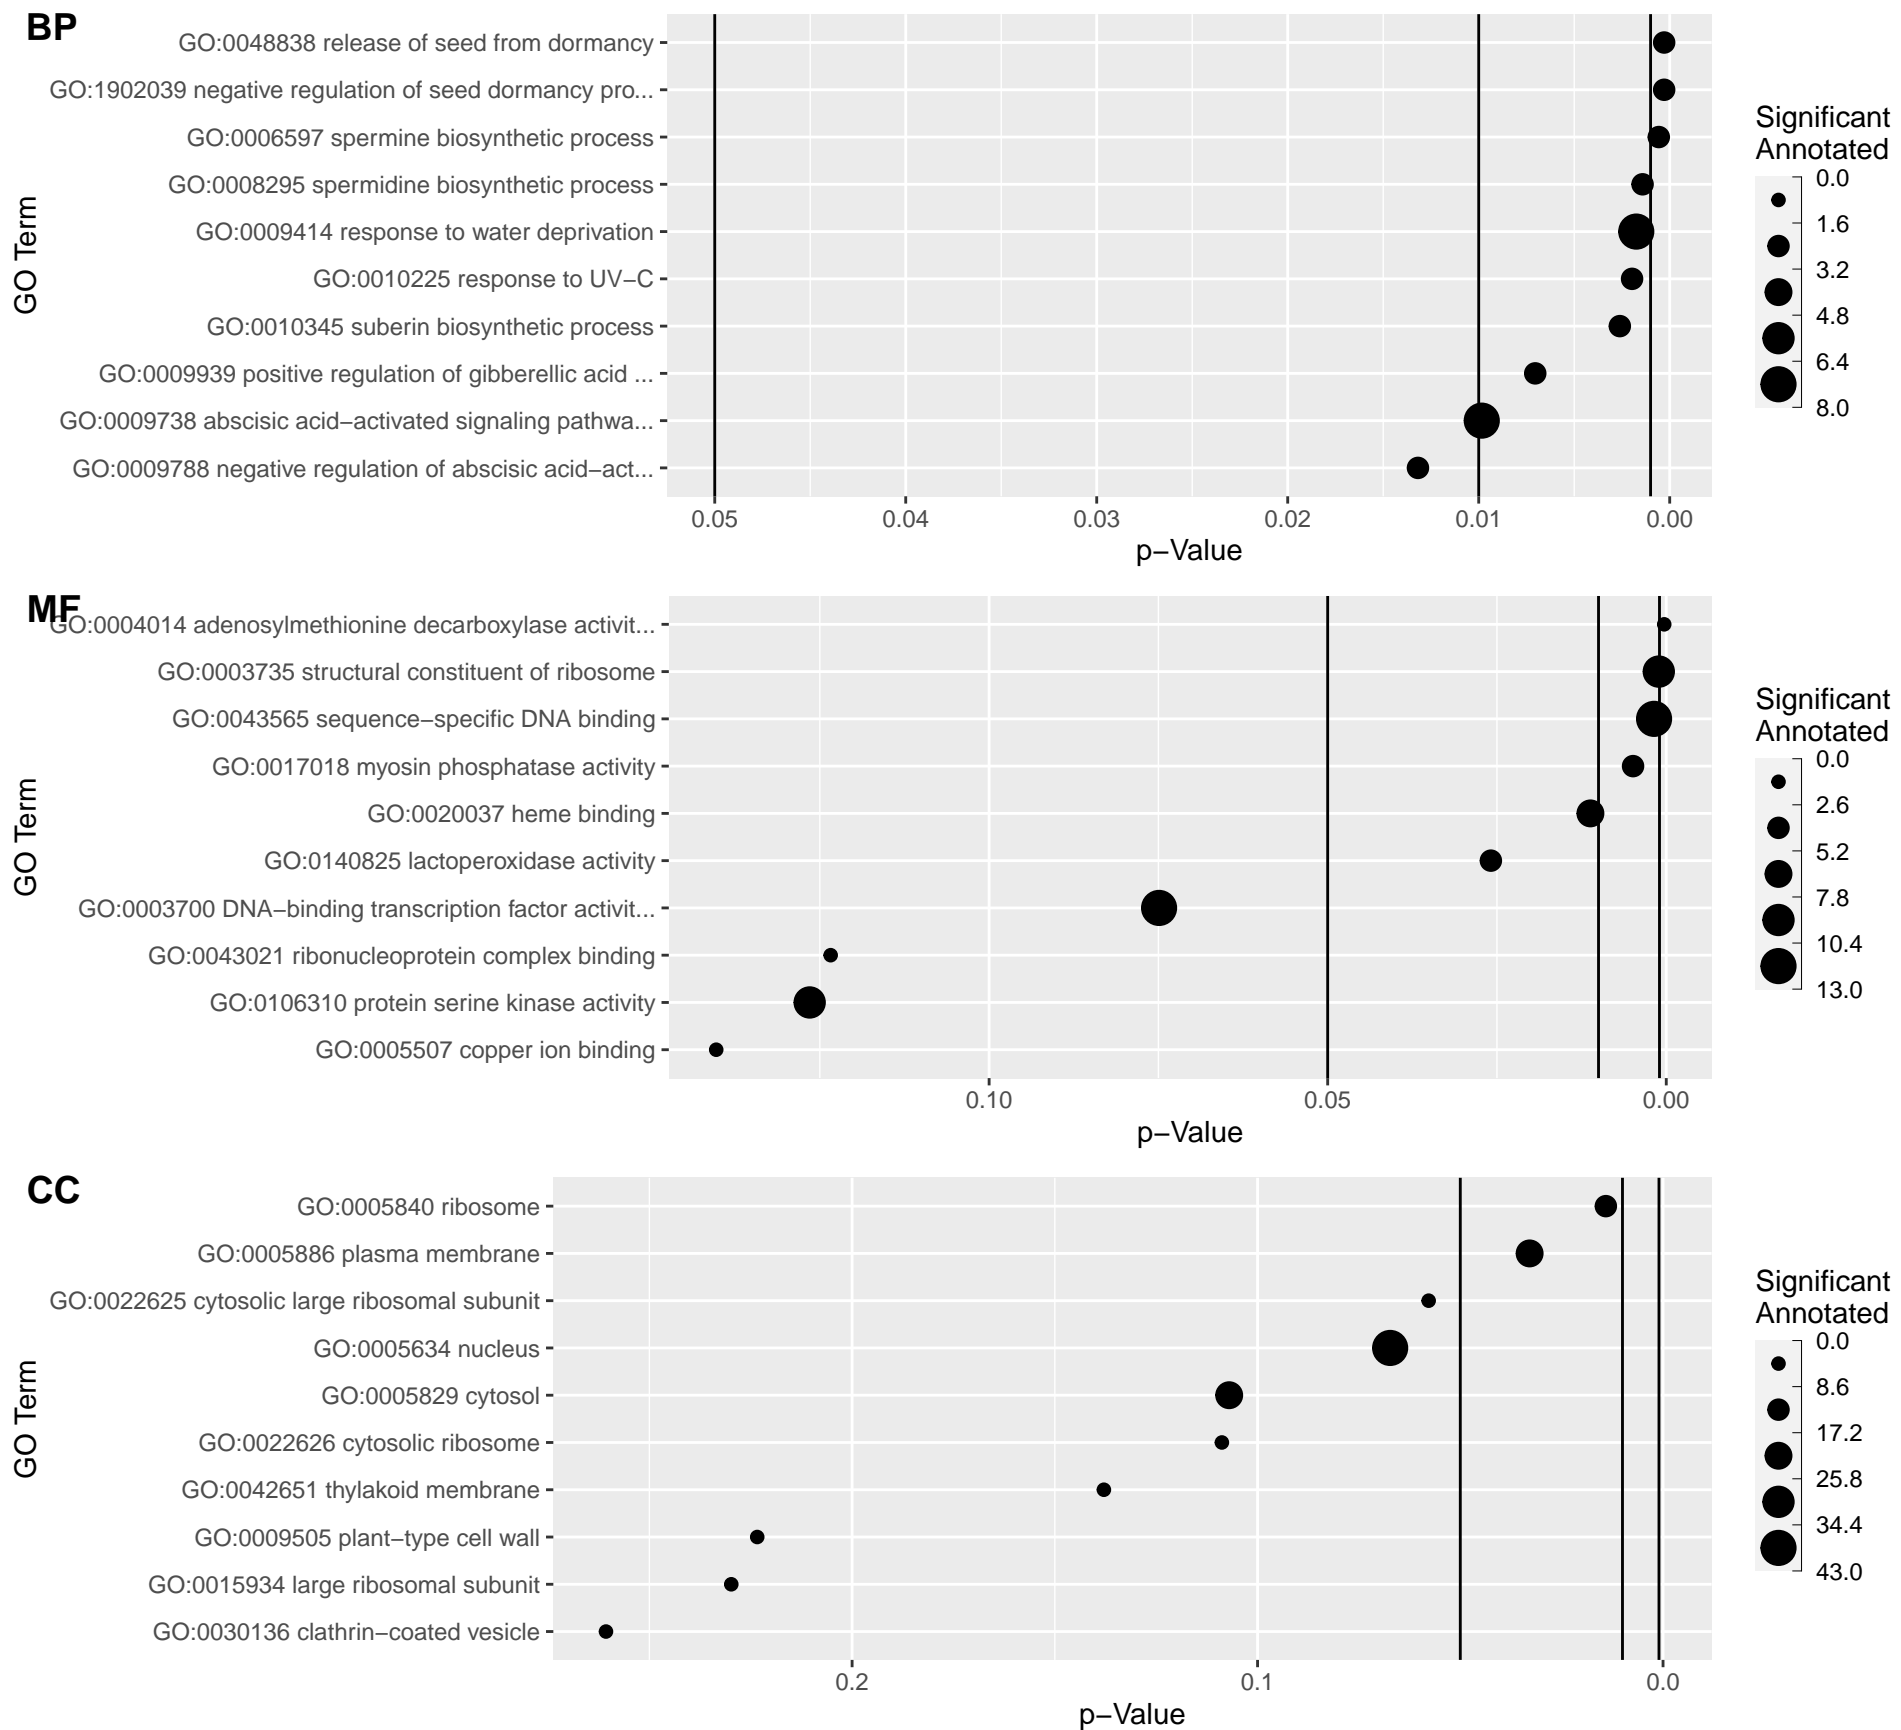 BP
GO Term
GO:0048838 release of seed from dormancy
GO:1902039 negative regulation of seed dormancy pro...
GO:0006597 spermine biosynthetic process
GO:0008295 spermidine biosynthetic process
GO:0009414 response to water deprivation
GO:0010225 response to UV−C
GO:0010345 suberin biosynthetic process
GO:0009939 positive regulation of gibberellic acid ...
GO:0009738 abscisic acid−activated signaling pathwa...
GO:0009788 negative regulation of abscisic acid−act...
0.05 0.04 0.03 0.02 0.01 0.00
p−Value
Significant
Annotated
0.0
1.6
3.2
4.8
6.4
8.0
MF
GO Term
GO:0004014 adenosylmethionine decarboxylase activit...
GO:0003735 structural constituent of ribosome
GO:0043565 sequence−specific DNA binding
GO:0017018 myosin phosphatase activity
GO:0020037 heme binding
GO:0140825 lactoperoxidase activity
GO:0003700 DNA−binding transcription factor activit...
GO:0043021 ribonucleoprotein complex binding
GO:0106310 protein serine kinase activity
GO:0005507 copper ion binding
0.10 0.05 0.00
p−Value
Significant
Annotated
0.0
2.6
5.2
7.8
10.4
13.0
CC
GO Term
GO:0005840 ribosome
GO:0005886 plasma membrane
GO:0022625 cytosolic large ribosomal subunit
GO:0005634 nucleus
GO:0005829 cytosol
GO:0022626 cytosolic ribosome
GO:0042651 thylakoid membrane
GO:0009505 plant−type cell wall
GO:0015934 large ribosomal subunit
GO:0030136 clathrin−coated vesicle
0.2 0.1 0.0
p−Value
Significant
Annotated
0.0
8.6
17.2
25.8
34.4
43.0